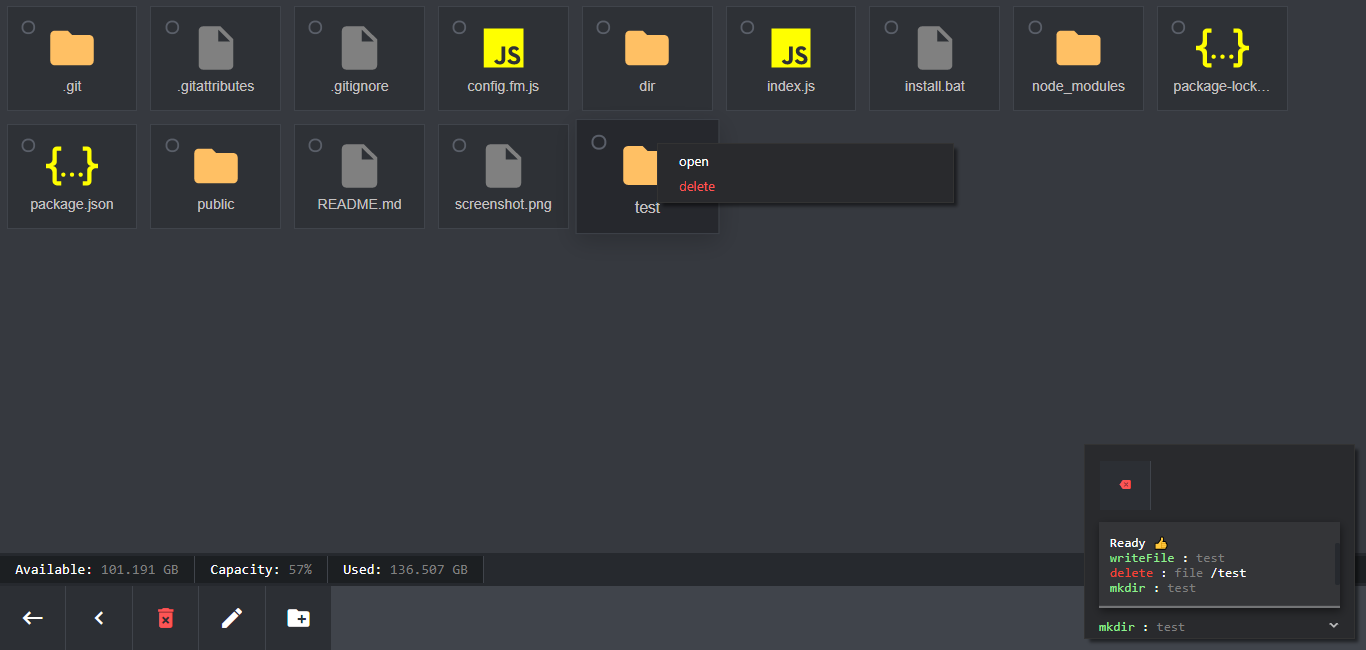 .git
.gitattributes
.gitignore
JS
config.fm.js
dir
JS
index.js
install.bat
node_modules
{...}
package-lock...
{...}
package.json
public
README.md
screenshot.png
test
open
delete
Ready 👍
writeFile : test
delete : file /test
mkdir : test
mkdir : test
Available: 101.191 GB
Capacity: 57%
Used: 136.507 GB